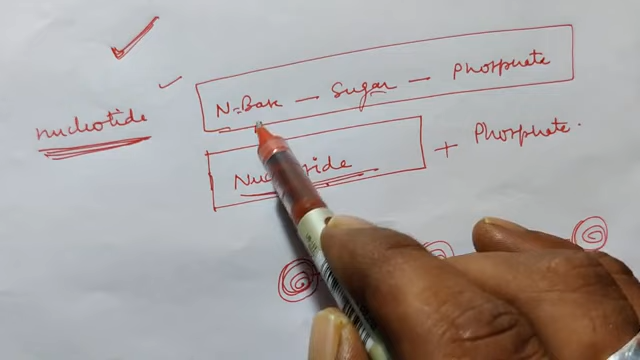 nucleotide
N-Base — Sugar — Phosphate
+ Phosphate.